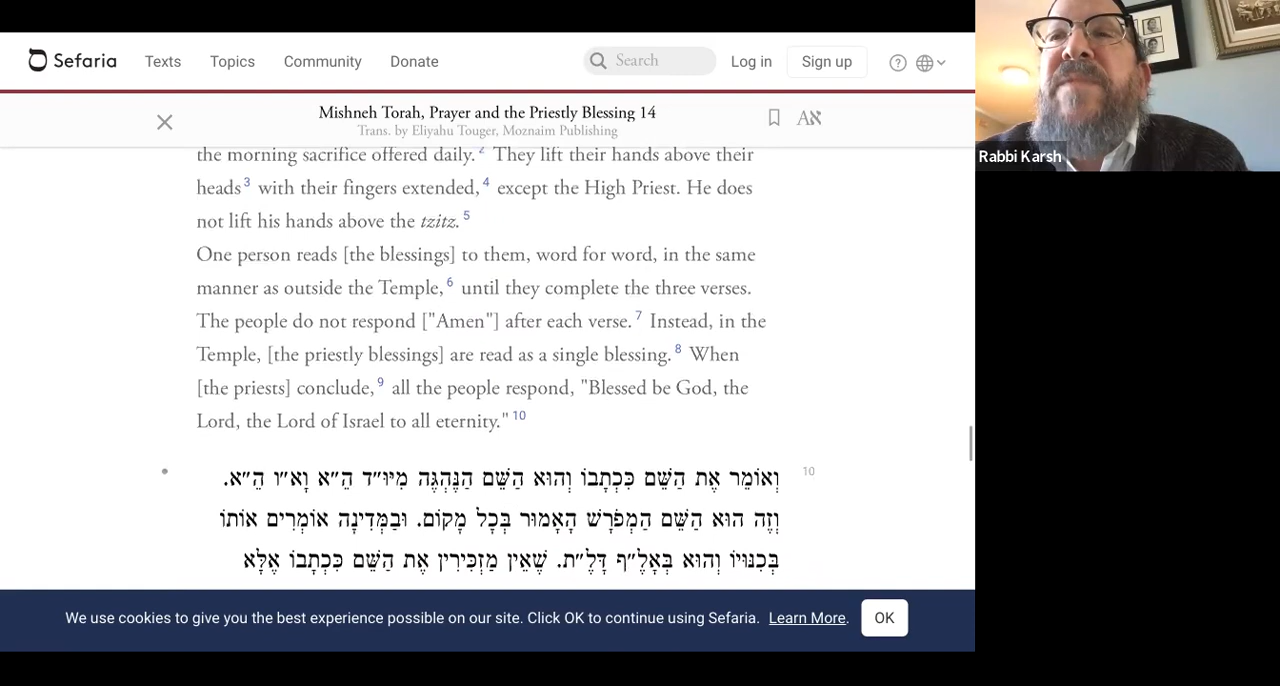 Sefaria
Texts
Topics
Community
Donate
Search
Log in
Sign up
Mishneh Torah, Prayer and the Priestly Blessing 14
Trans. by Eliyahu Touger, Moznaim Publishing
Aא
Rabbi Karsh
the morning sacrifice offered daily. 2 They lift their hands above their
heads 3 with their fingers extended, 4 except the High Priest. He does
not lift his hands above the tzitz. 5
One person reads [the blessings] to them, word for word, in the same
manner as outside the Temple, 6 until they complete the three verses.
The people do not respond ["Amen"] after each verse. 7 Instead, in the
Temple, [the priestly blessings] are read as a single blessing. 8 When
[the priests] conclude, 9 all the people respond, "Blessed be God, the
Lord, the Lord of Israel to all eternity." 10
10
וְאוֹמֵר אֶת הַשֵּׁם כִּכְתָבוֹ וְהוּא הַשֵּׁם הַנֶּהְגֶּה מִיּוּ״ד הֵ״א וָא״ו הֵ״א.
וְזֶה הוּא הַשֵּׁם הַמְפֹרָשׁ הָאָמוּר בְּכָל מָקוֹם. וּבַמְּדִינָה אוֹמְרִים אוֹתוֹ
בְּכִנּוּיוֹ וְהוּא בְּאָלֶ״ף דָּלֶ״ת. שֶׁאֵין מַזְכִּירִין אֶת הַשֵּׁם כִּכְתָבוֹ אֶלָּא
We use cookies to give you the best experience possible on our site. Click OK to continue using Sefaria. Learn More.
OK